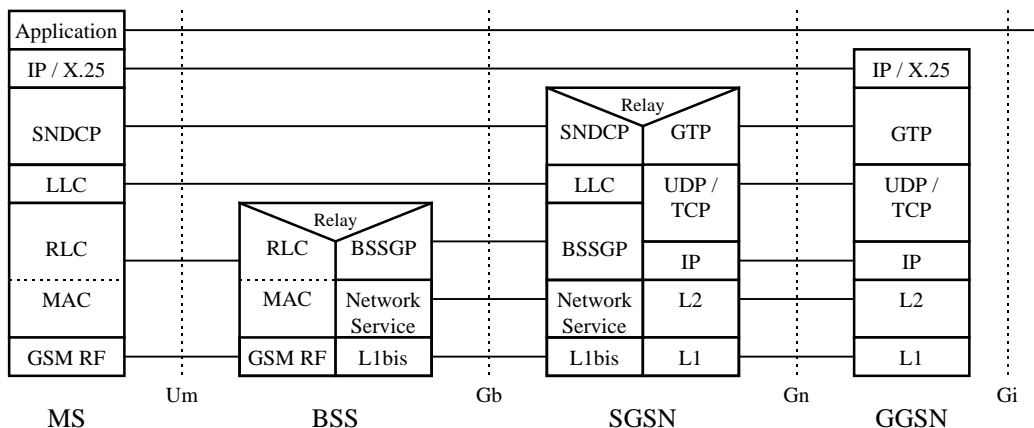 Application
IP / X.25
IP / X.25
Relay
SNDCP
SNDCP
GTP
GTP
LLC
LLC
UDP /
TCP
UDP /
TCP
Relay
RLC
RLC
BSSGP
BSSGP
IP
IP
MAC
MAC
Network
Service
Network
Service
L2
L2
GSM RF
GSM RF
L1bis
L1bis
L1
L1
Um
Gb
Gn
Gi
MS
BSS
SGSN
GGSN